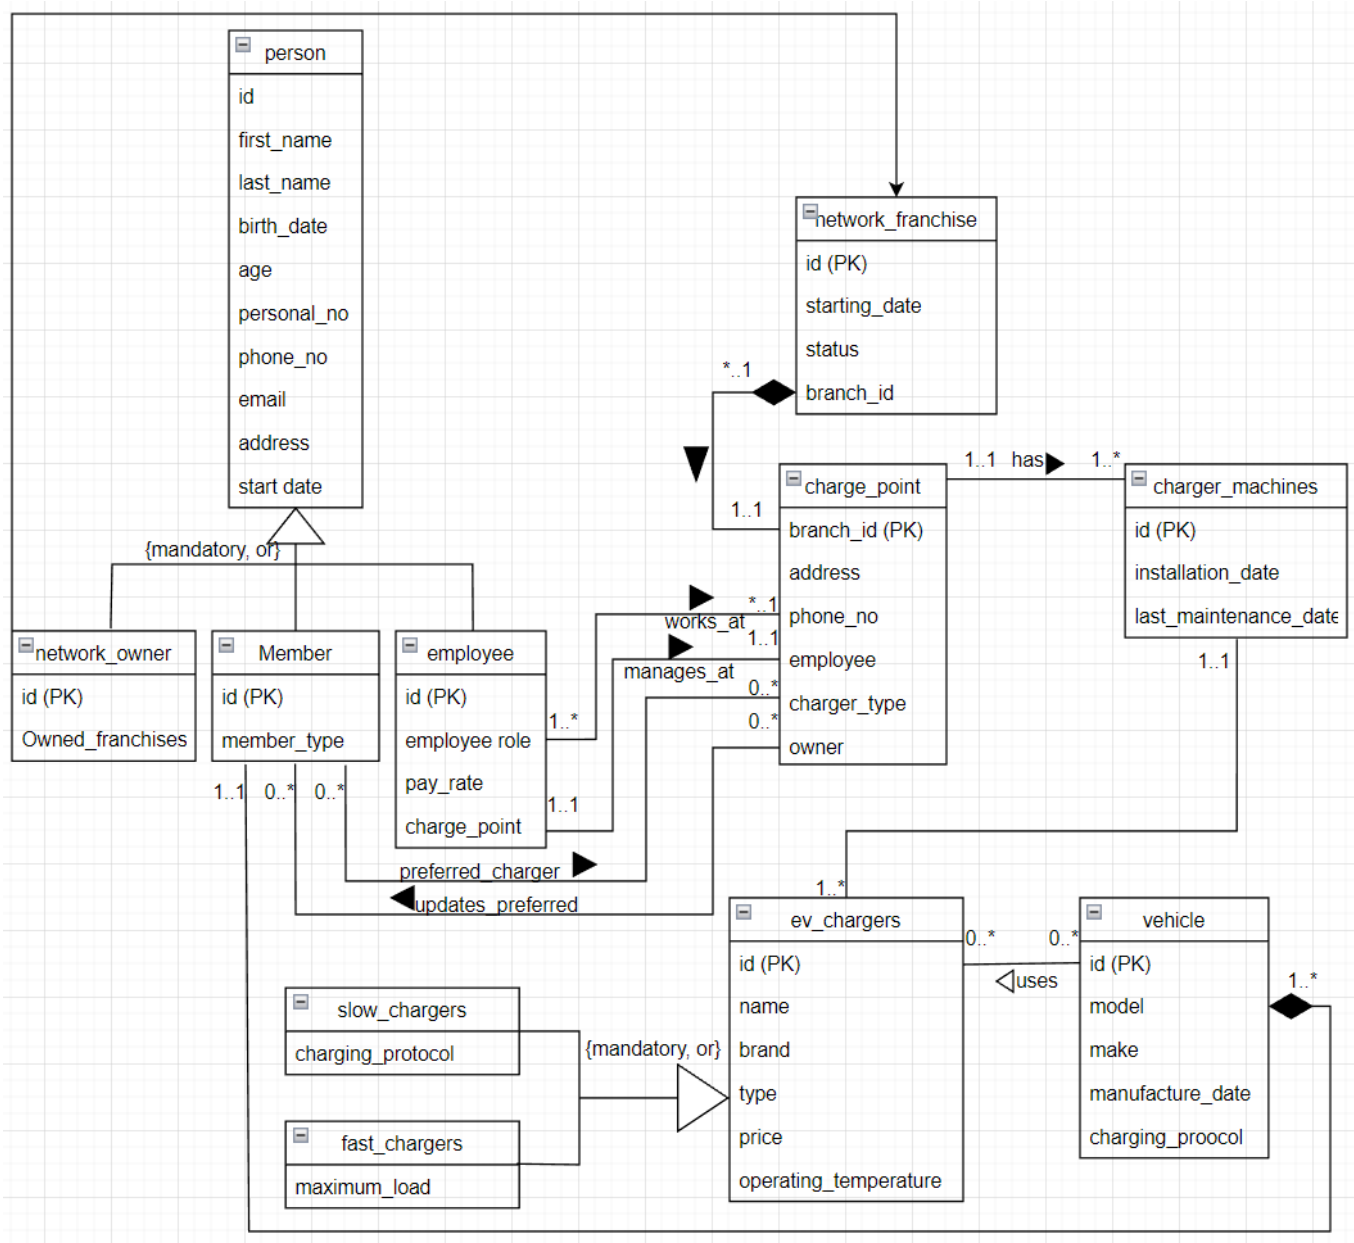 person
id
first_name
last_name
birth_date
age
personal_no
phone_no
email
address
start date
{mandatory, or}
network_franchise
id (PK)
starting_date
status
branch_id
*..1
1..1
charge_point
branch_id (PK)
address
phone_no
employee
charger_type
owner
1..1 has 1..*
charger_machines
id (PK)
installation_date
last_maintenance_date
1..1
network_owner
id (PK)
Owned_franchises
Member
id (PK)
member_type
employee
id (PK)
employee role
pay_rate
charge_point
*..1
works_at
1..1
manages_at
0..*
0..*
1..*
1..1
1..1
0..*
0..*
preferred_charger
updates_preferred
1..*
ev_chargers
id (PK)
name
brand
type
price
operating_temperature
0..*
0..*
uses
vehicle
id (PK)
model
make
manufacture_date
charging_proocol
1..*
slow_chargers
charging_protocol
{mandatory, or}
fast_chargers
maximum_load